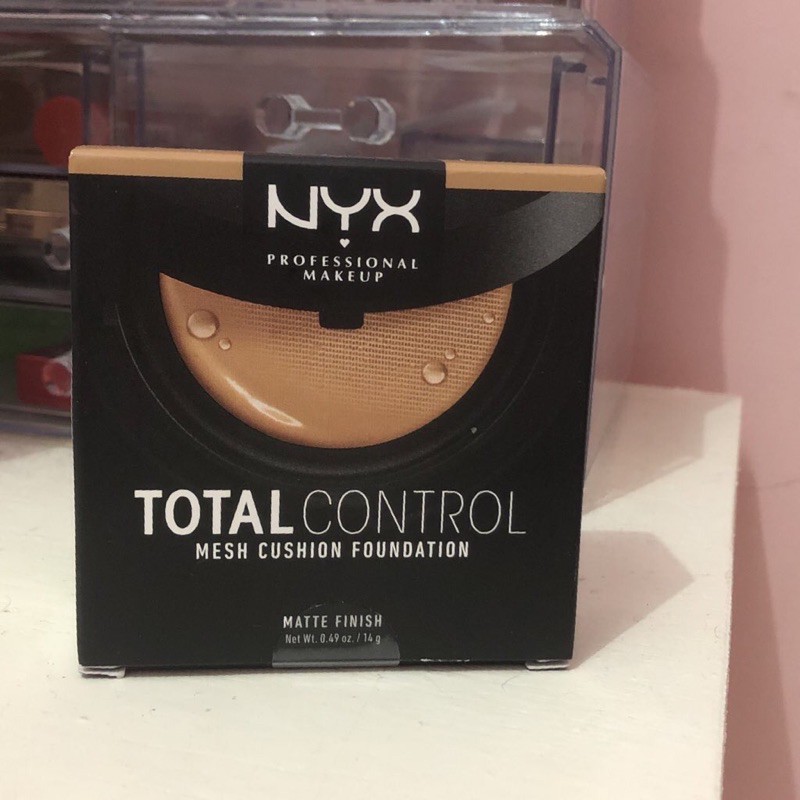 NYX
PROFESSIONAL
MAKEUP
TOTAL CONTROL
MESH CUSHION FOUNDATION
MATTE FINISH
Net Wt. 0.49 oz. / 14 g